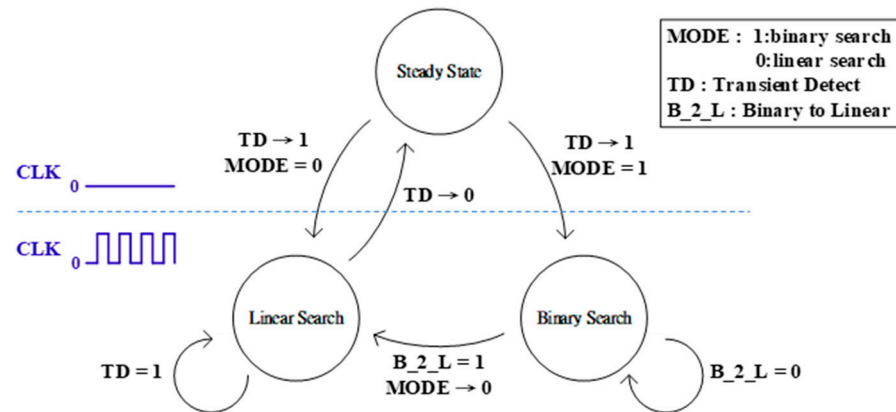 MODE : 1:binary search
0:linear search
TD : Transient Detect
B_2_L : Binary to Linear
Steady State
TD → 1
MODE = 0
TD → 1
MODE = 1
TD → 0
CLK
0
CLK
0
Linear Search
Binary Search
TD = 1
B_2_L = 1
MODE → 0
B_2_L = 0